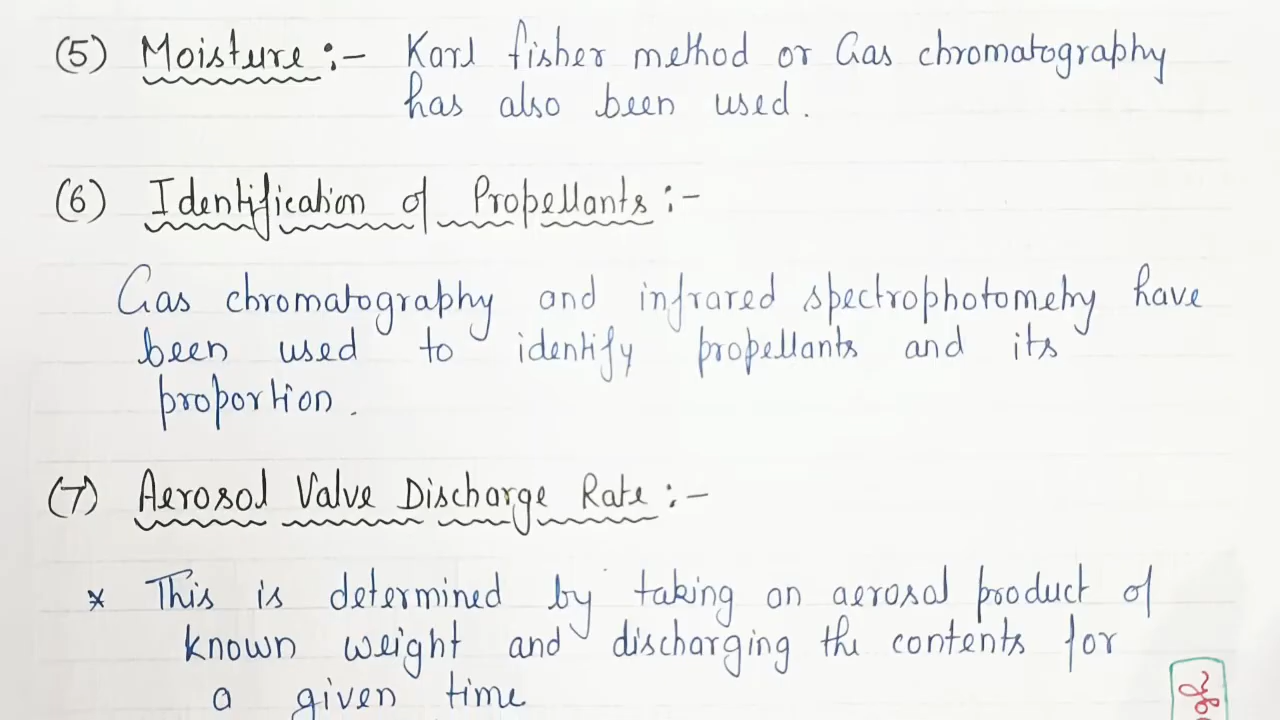 (5) Moisture :- Karl fisher method or Gas chromatography
has also been used.
(6) Identification of Propellants :-
Gas chromatography and infrared spectrophotometry have
been used to identify propellants and its
proportion.
(7) Aerosol Valve Discharge Rate :-
* This is determined by taking an aerosal product of
known weight and discharging the contents for
a given time